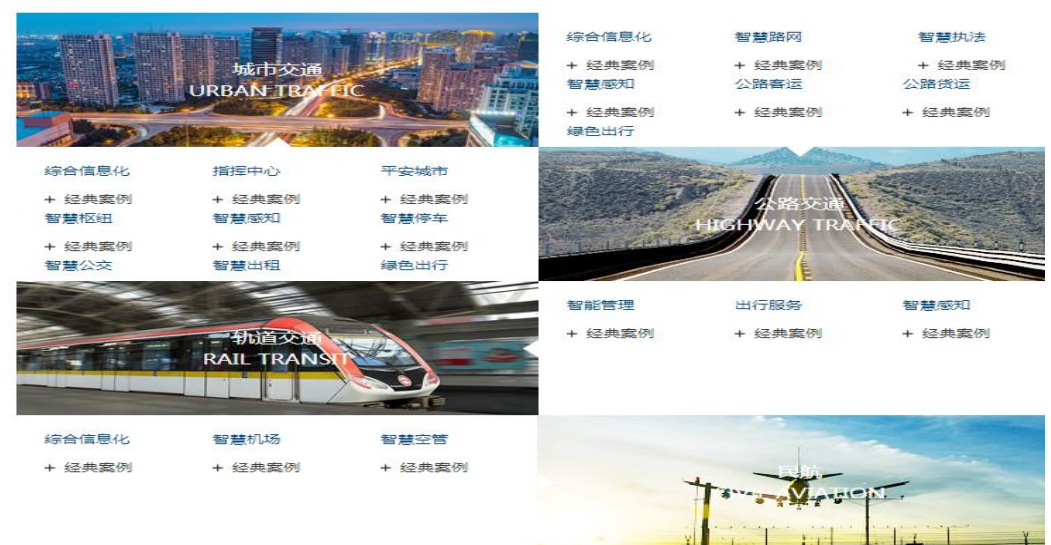 城市交通
URBAN TRAFFIC
综合信息化 智慧路网 智慧执法
+ 经典案例 + 经典案例 + 经典案例
智慧感知 公路客运 公路货运
+ 经典案例 + 经典案例 + 经典案例
绿色出行
综合信息化 指挥中心 平安城市
+ 经典案例 + 经典案例 + 经典案例
智慧枢纽 智慧感知 智慧停车
+ 经典案例 + 经典案例 + 经典案例
智慧公交 智慧出租 绿色出行
公路交通
HIGHWAY TRAFFIC
轨道交通
RAIL TRANSIT
智能管理 出行服务 智慧感知
+ 经典案例 + 经典案例 + 经典案例
综合信息化 智慧机场 智慧空管
+ 经典案例 + 经典案例 + 经典案例
民航
CIVIL AVIATION